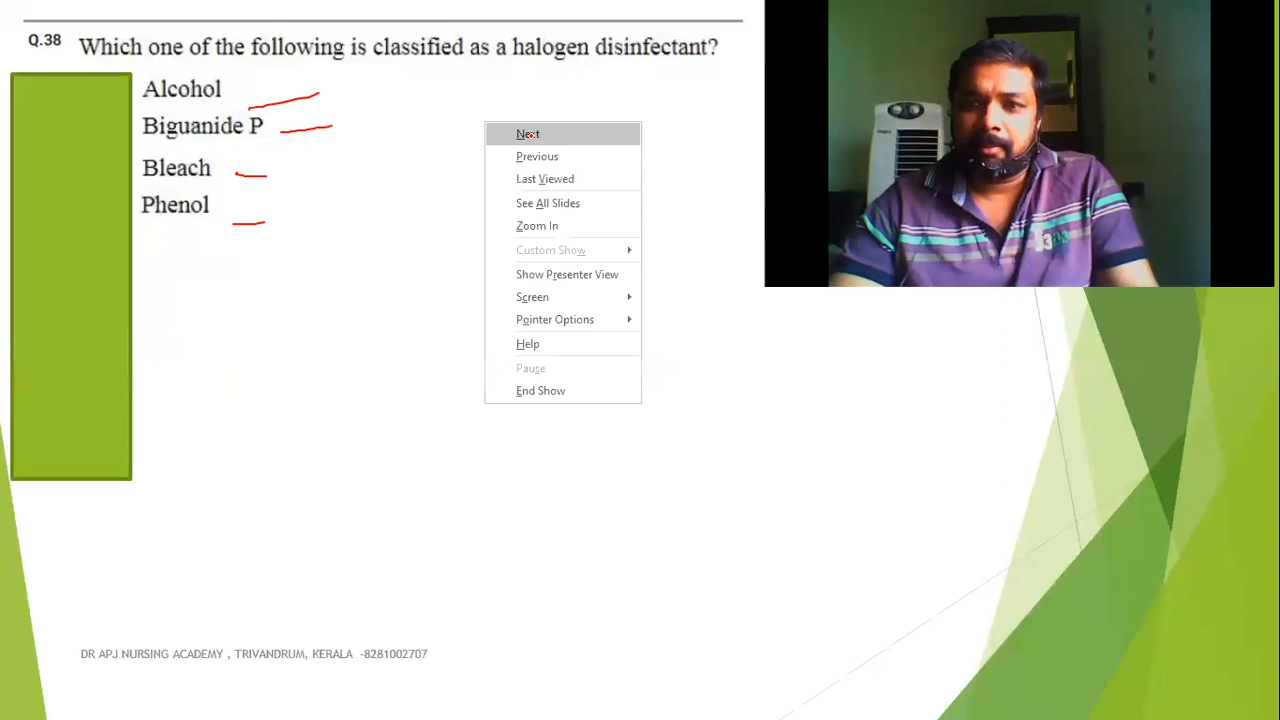 Q.38 Which one of the following is classified as a halogen disinfectant?
Alcohol
Biguanide P
Bleach
Phenol
Next
Previous
Last Viewed
See All Slides
Zoom In
Custom Show
Show Presenter View
Screen
Pointer Options
Help
Pause
End Show
DR APJ NURSING ACADEMY , TRIVANDRUM, KERALA -8281002707